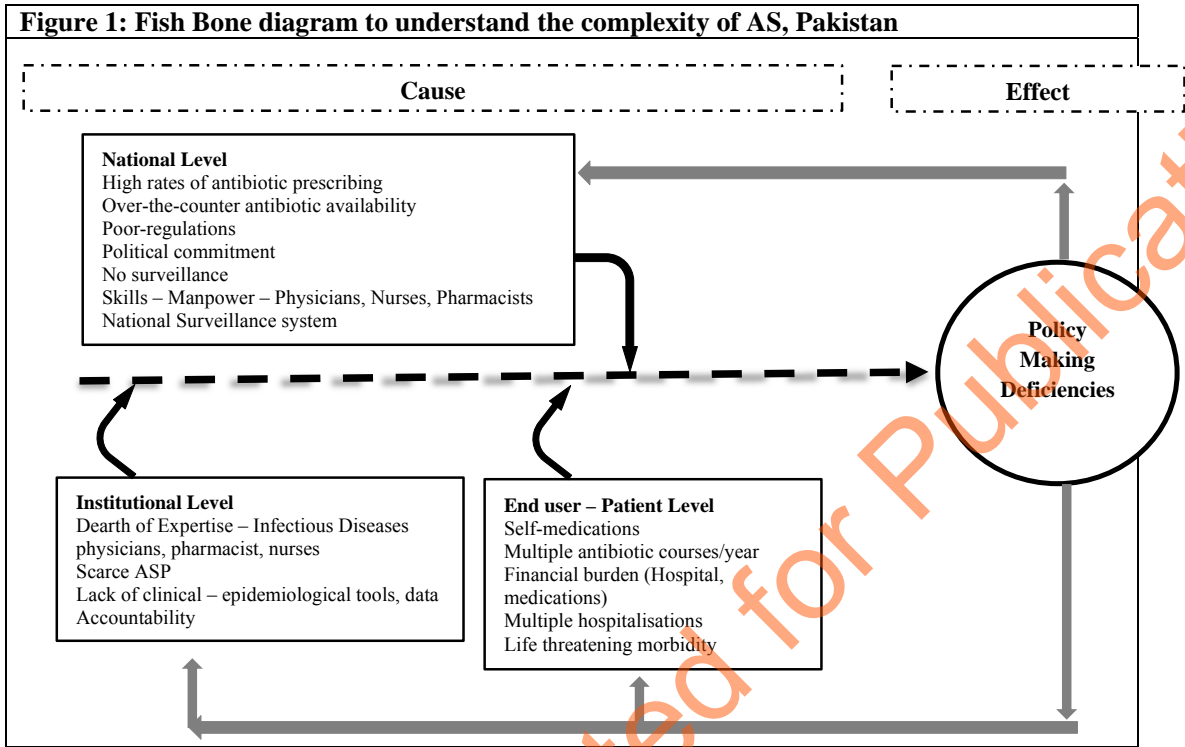 Figure 1: Fish Bone diagram to understand the complexity of AS, Pakistan
Cause
Effect
National Level
High rates of antibiotic prescribing
Over-the-counter antibiotic availability
Poor-regulations
Political commitment
No surveillance
Skills – Manpower – Physicians, Nurses, Pharmacists
National Surveillance system
Policy
Making
Deficiencies
Institutional Level
Dearth of Expertise – Infectious Diseases
physicians, pharmacist, nurses
Scarce ASP
Lack of clinical – epidemiological tools, data
Accountability
End user – Patient Level
Self-medications
Multiple antibiotic courses/year
Financial burden (Hospital,
medications)
Multiple hospitalisations
Life threatening morbidity
for